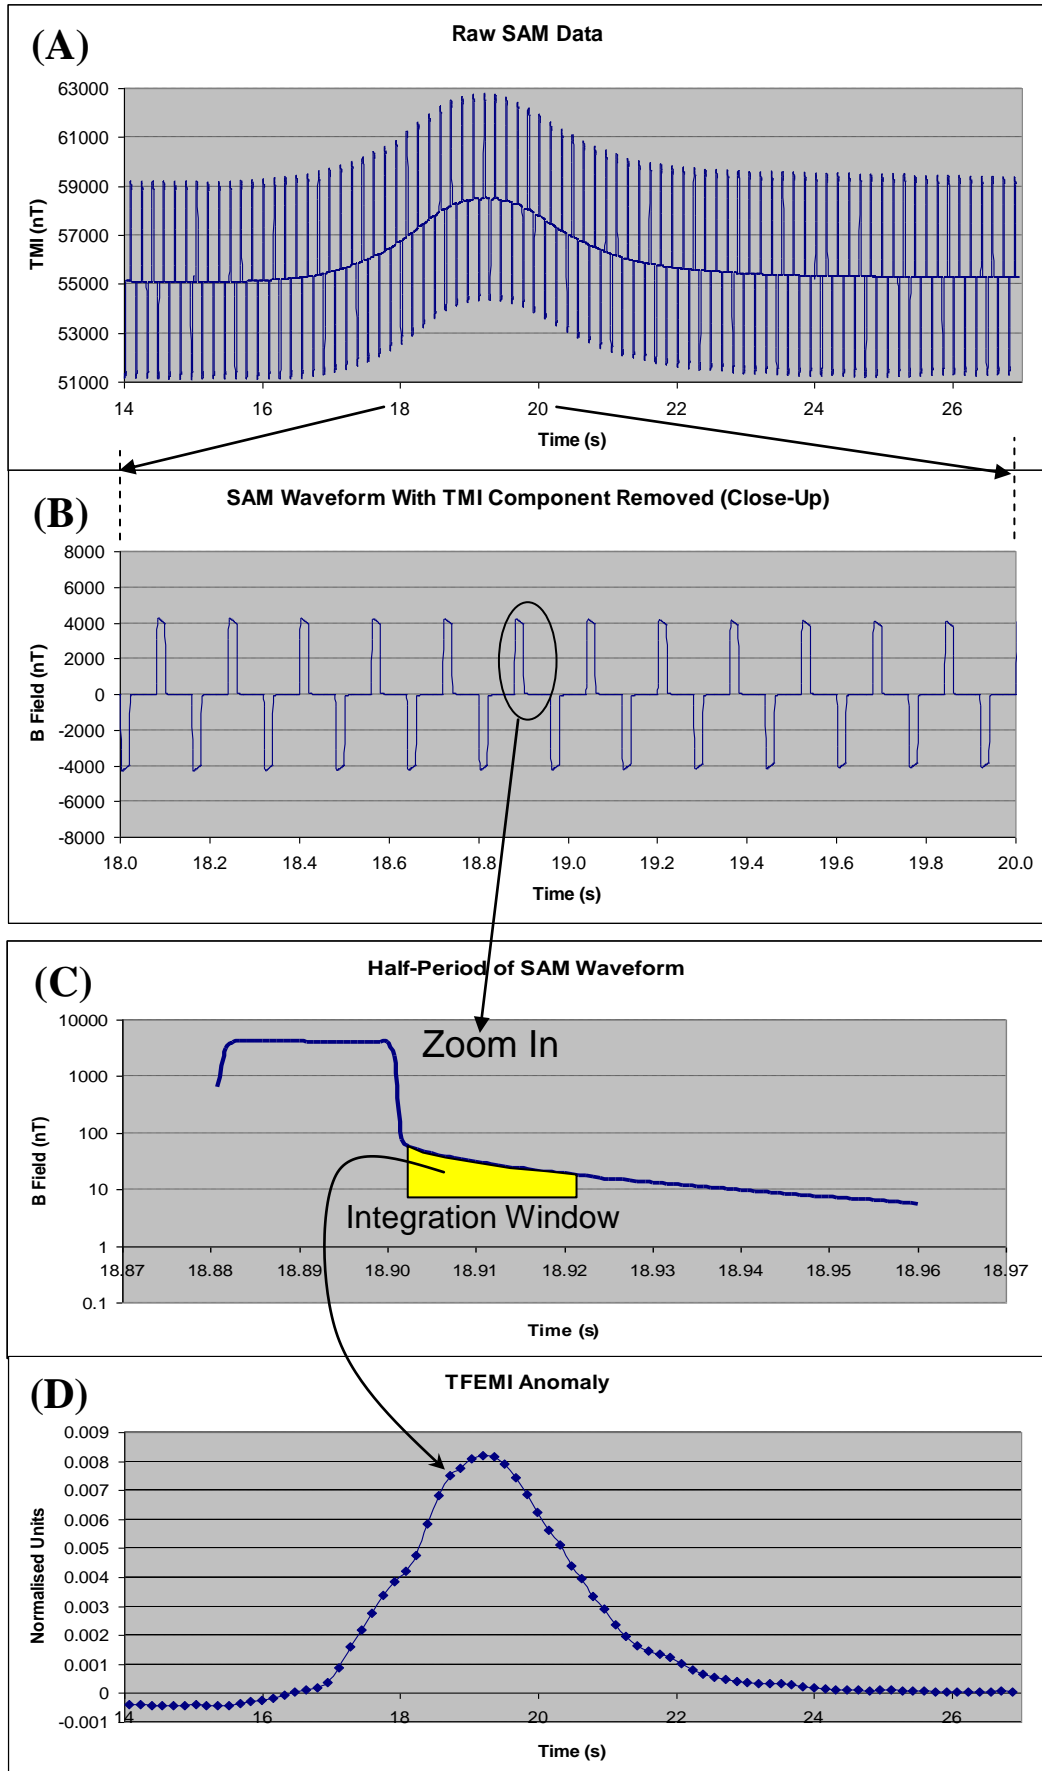 (A)
Raw SAM Data
63000
61000
59000
57000
55000
53000
51000
TMI (nT)
14 16 18 20 22 24 26
Time (s)
(B)
SAM Waveform With TMI Component Removed (Close-Up)
8000
6000
4000
2000
0
-2000
-4000
-6000
-8000
B Field (nT)
18.0 18.2 18.4 18.6 18.8 19.0 19.2 19.4 19.6 19.8 20.0
Time (s)
(C)
Half-Period of SAM Waveform
10000
1000
100
10
1
0.1
B Field (nT)
Zoom In
Integration Window
18.87 18.88 18.89 18.90 18.91 18.92 18.93 18.94 18.95 18.96 18.97
Time (s)
(D)
TFEMI Anomaly
0.009
0.008
0.007
0.006
0.005
0.004
0.003
0.002
0.001
0
-0.001
Normalised Units
14 16 18 20 22 24 26
Time (s)